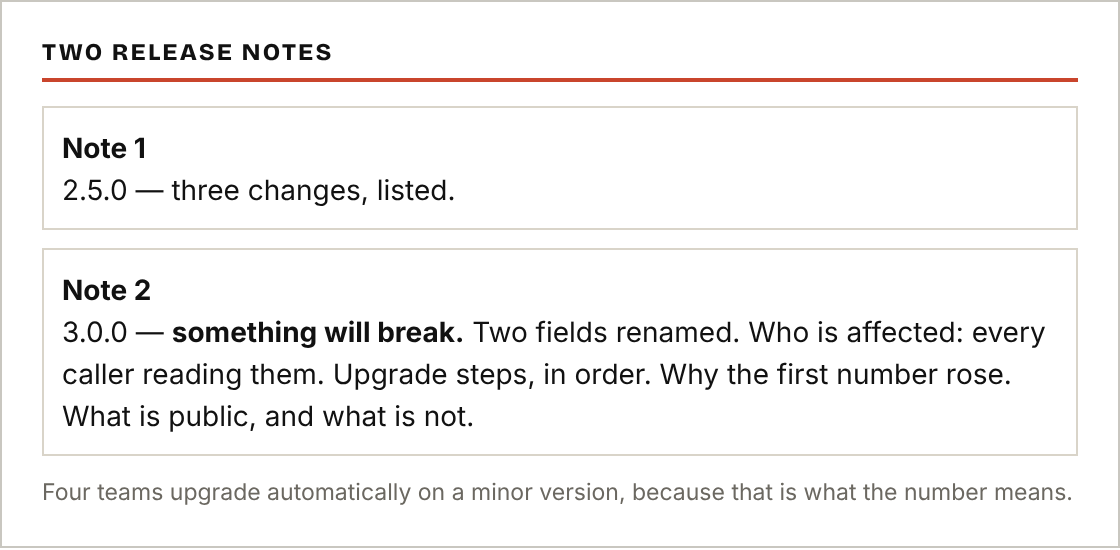 TWO RELEASE NOTES
Note 1
2.5.0 — three changes, listed.
Note 2
3.0.0 — something will break. Two fields renamed. Who is affected: every
caller reading them. Upgrade steps, in order. Why the first number rose.
What is public, and what is not.
Four teams upgrade automatically on a minor version, because that is what the number means.